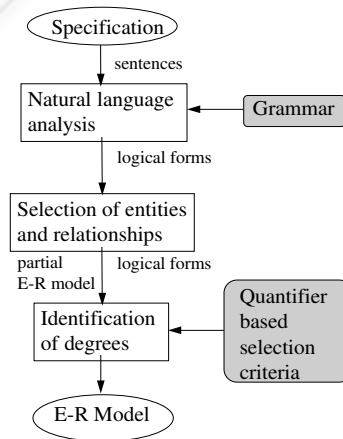 Specification
sentences
Natural language
analysis
Grammar
logical forms
Selection of entities
and relationships
partial
E-R model
logical forms
Identification
of degrees
Quantifier
based
selection
criteria
E-R Model